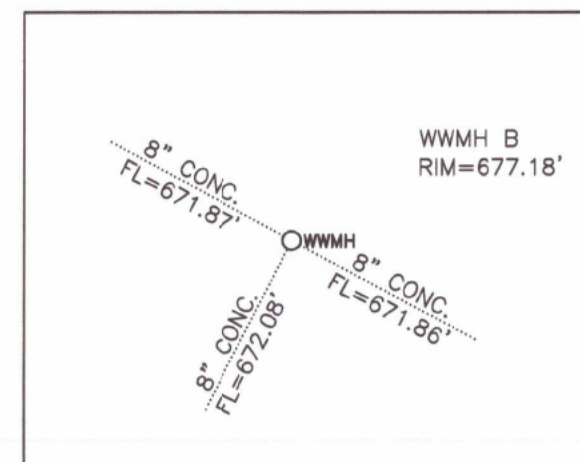 WWMH B
RIM=677.18'
8" CONC.
FL=671.87'
WWMH
8" CONC.
FL=671.86'
8" CONC.
FL=672.08'